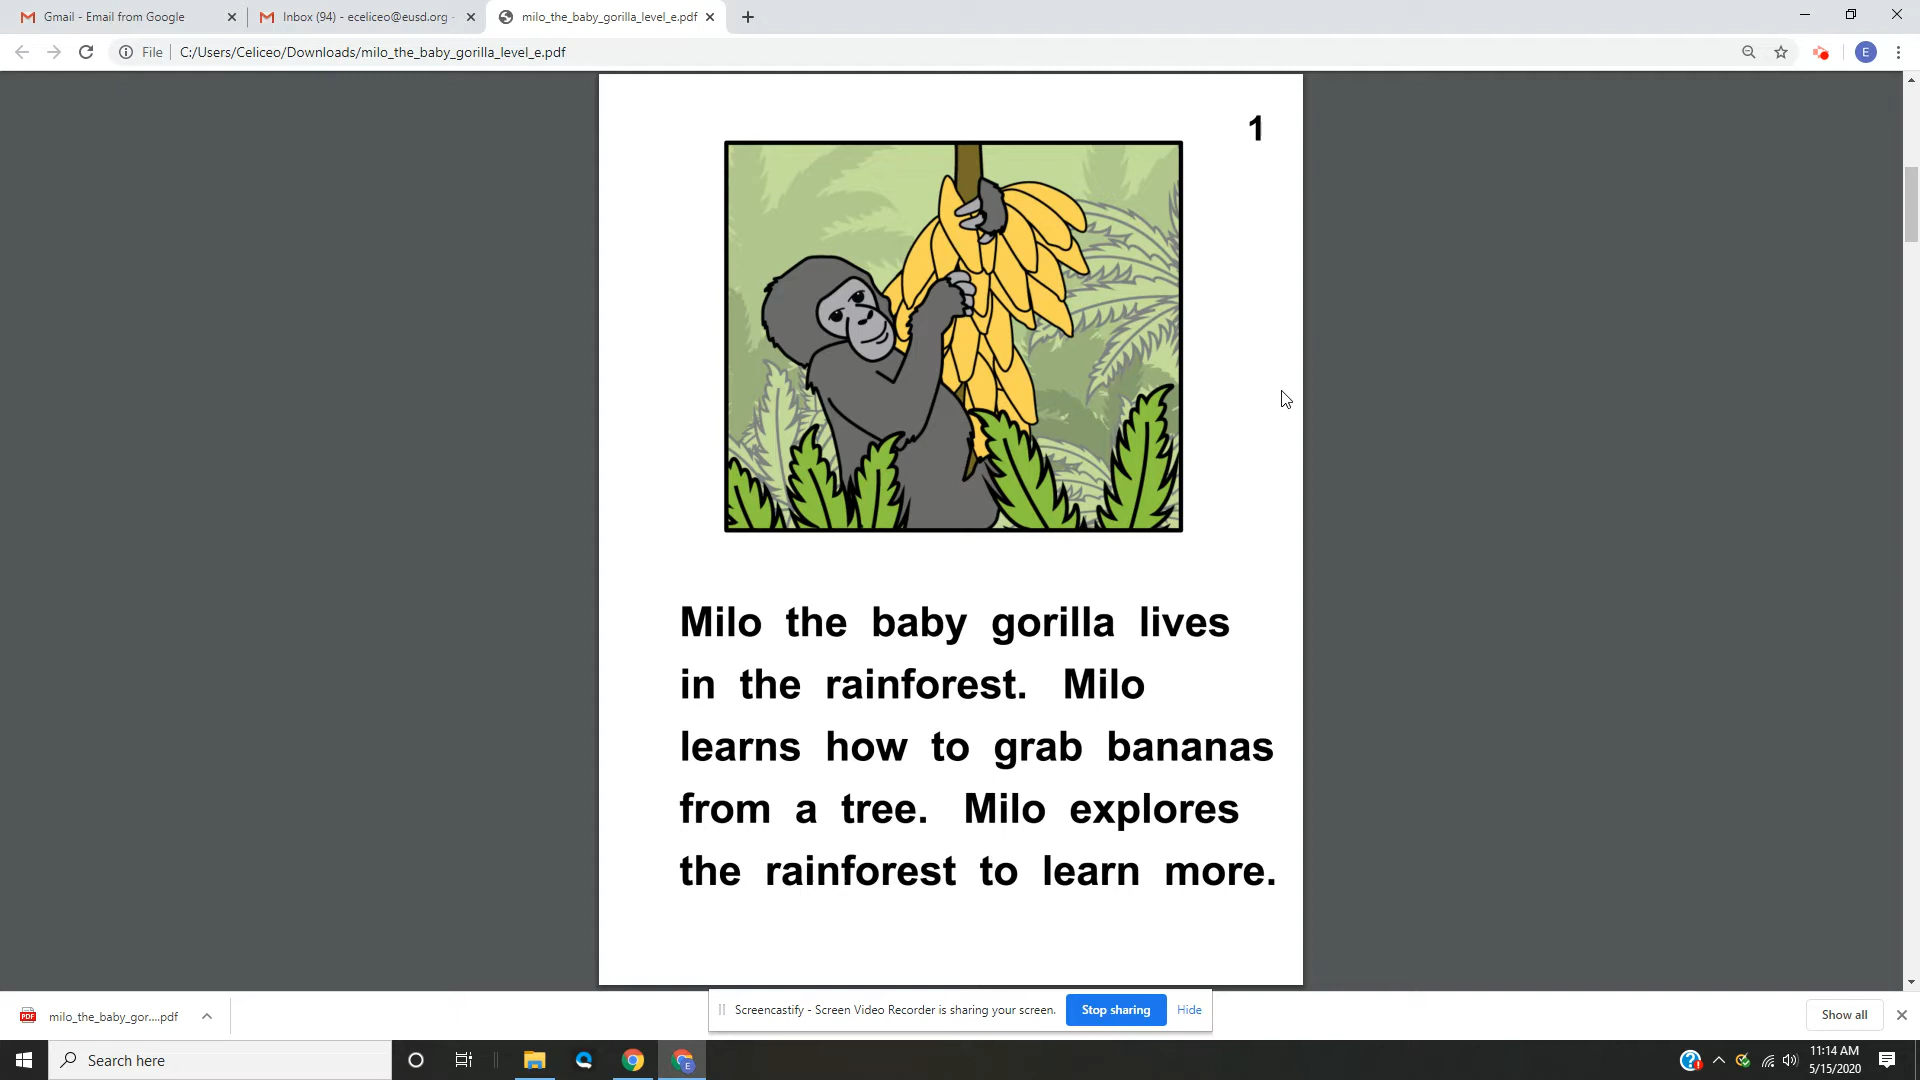 Gmail - Email from Google
Inbox (94) - eceliceo@eusd.org -
milo_the_baby_gorilla_level_e.pdf
File
C:/Users/Celiceo/Downloads/milo_the_baby_gorilla_level_e.pdf
E
1
Milo the baby gorilla lives
in the rainforest. Milo
learns how to grab bananas
from a tree. Milo explores
the rainforest to learn more.
milo_the_baby_gor....pdf
Screencastify - Screen Video Recorder is sharing your screen.
Stop sharing
Hide
Show all
Search here
11:14 AM
5/15/2020